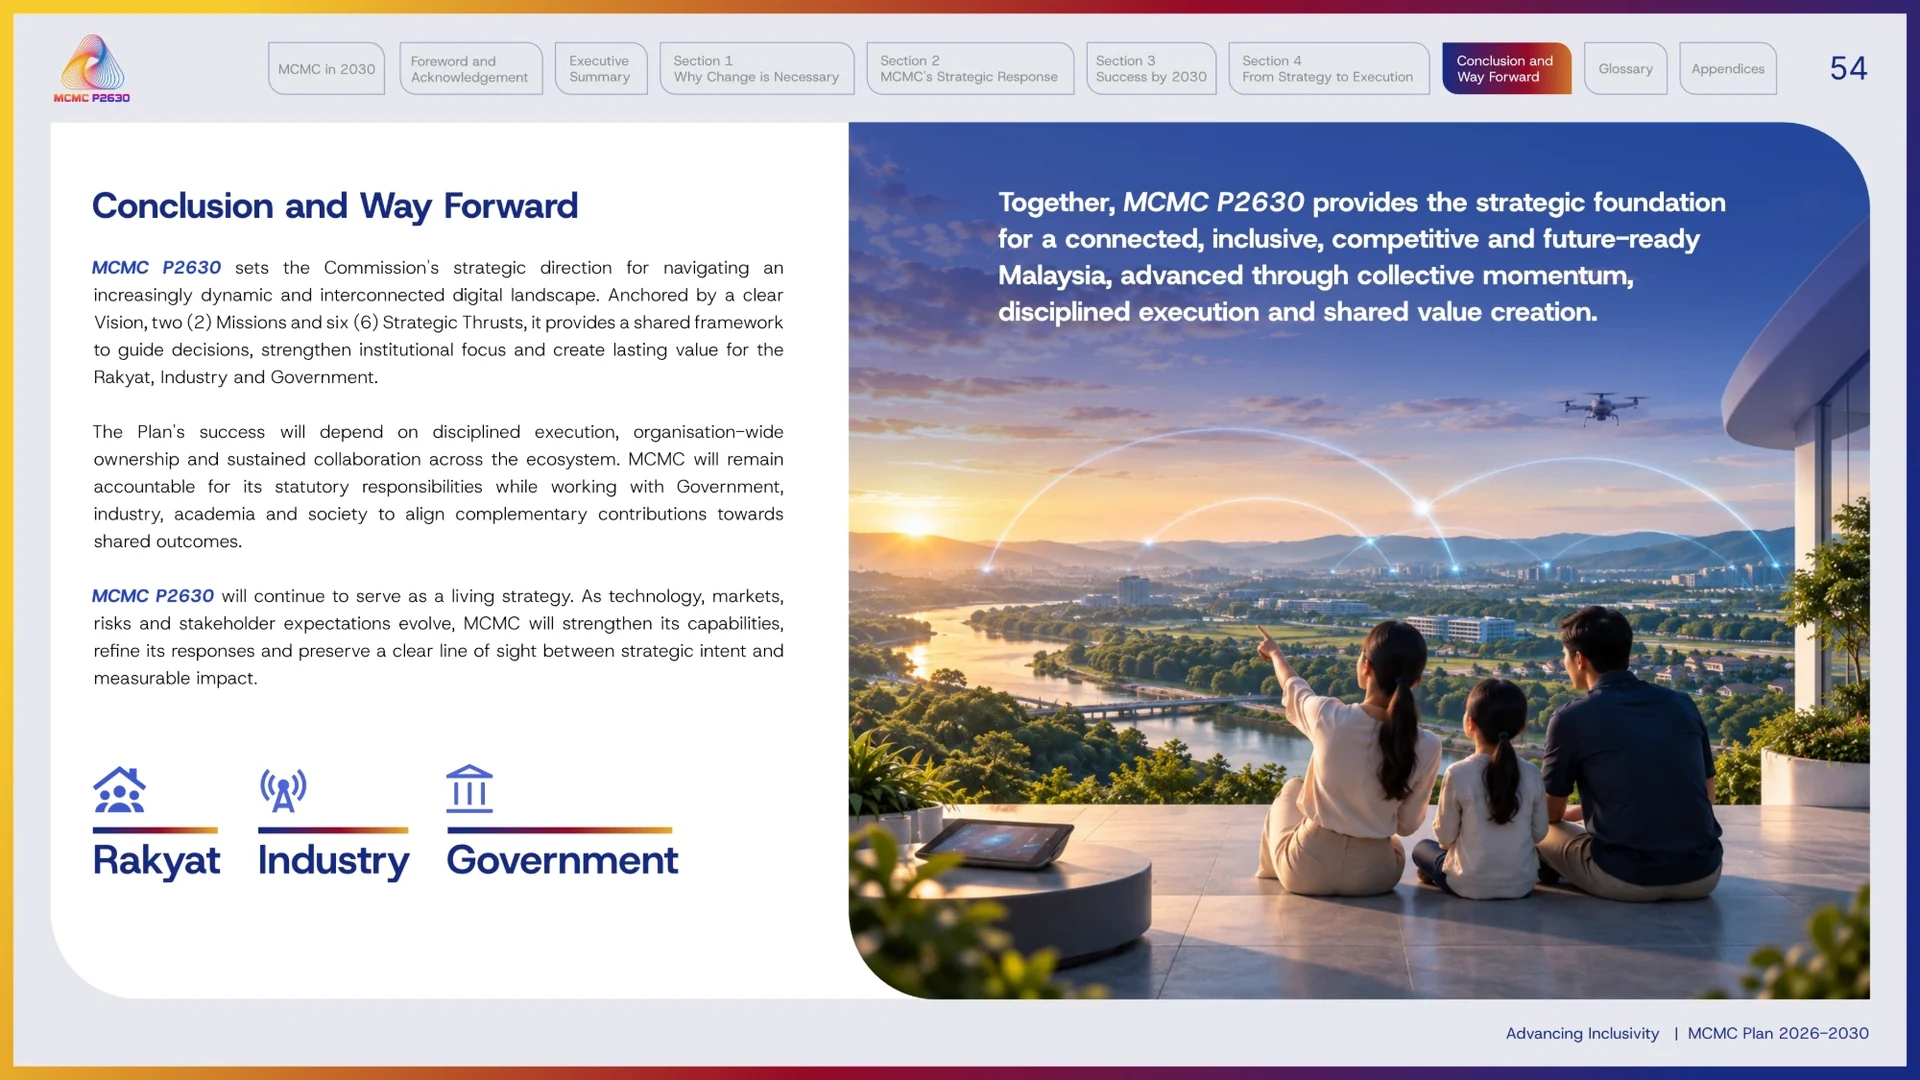 MCMC P2630
MCMC in 2030
Foreword and
Acknowledgement
Executive
Summary
Section 1
Why Change is Necessary
Section 2
MCMC's Strategic Response
Section 3
Success by 2030
Section 4
From Strategy to Execution
Conclusion and
Way Forward
Glossary
Appendices
54
Conclusion and Way Forward
MCMC P2630 sets the Commission's strategic direction for navigating an
increasingly dynamic and interconnected digital landscape. Anchored by a clear
Vision, two (2) Missions and six (6) Strategic Thrusts, it provides a shared framework
to guide decisions, strengthen institutional focus and create lasting value for the
Rakyat, Industry and Government.
The Plan's success will depend on disciplined execution, organisation-wide
ownership and sustained collaboration across the ecosystem. MCMC will remain
accountable for its statutory responsibilities while working with Government,
industry, academia and society to align complementary contributions towards
shared outcomes.
MCMC P2630 will continue to serve as a living strategy. As technology, markets,
risks and stakeholder expectations evolve, MCMC will strengthen its capabilities,
refine its responses and preserve a clear line of sight between strategic intent and
measurable impact.
Rakyat
Industry
Government
Together, MCMC P2630 provides the strategic foundation
for a connected, inclusive, competitive and future-ready
Malaysia, advanced through collective momentum,
disciplined execution and shared value creation.
Advancing Inclusivity | MCMC Plan 2026-2030